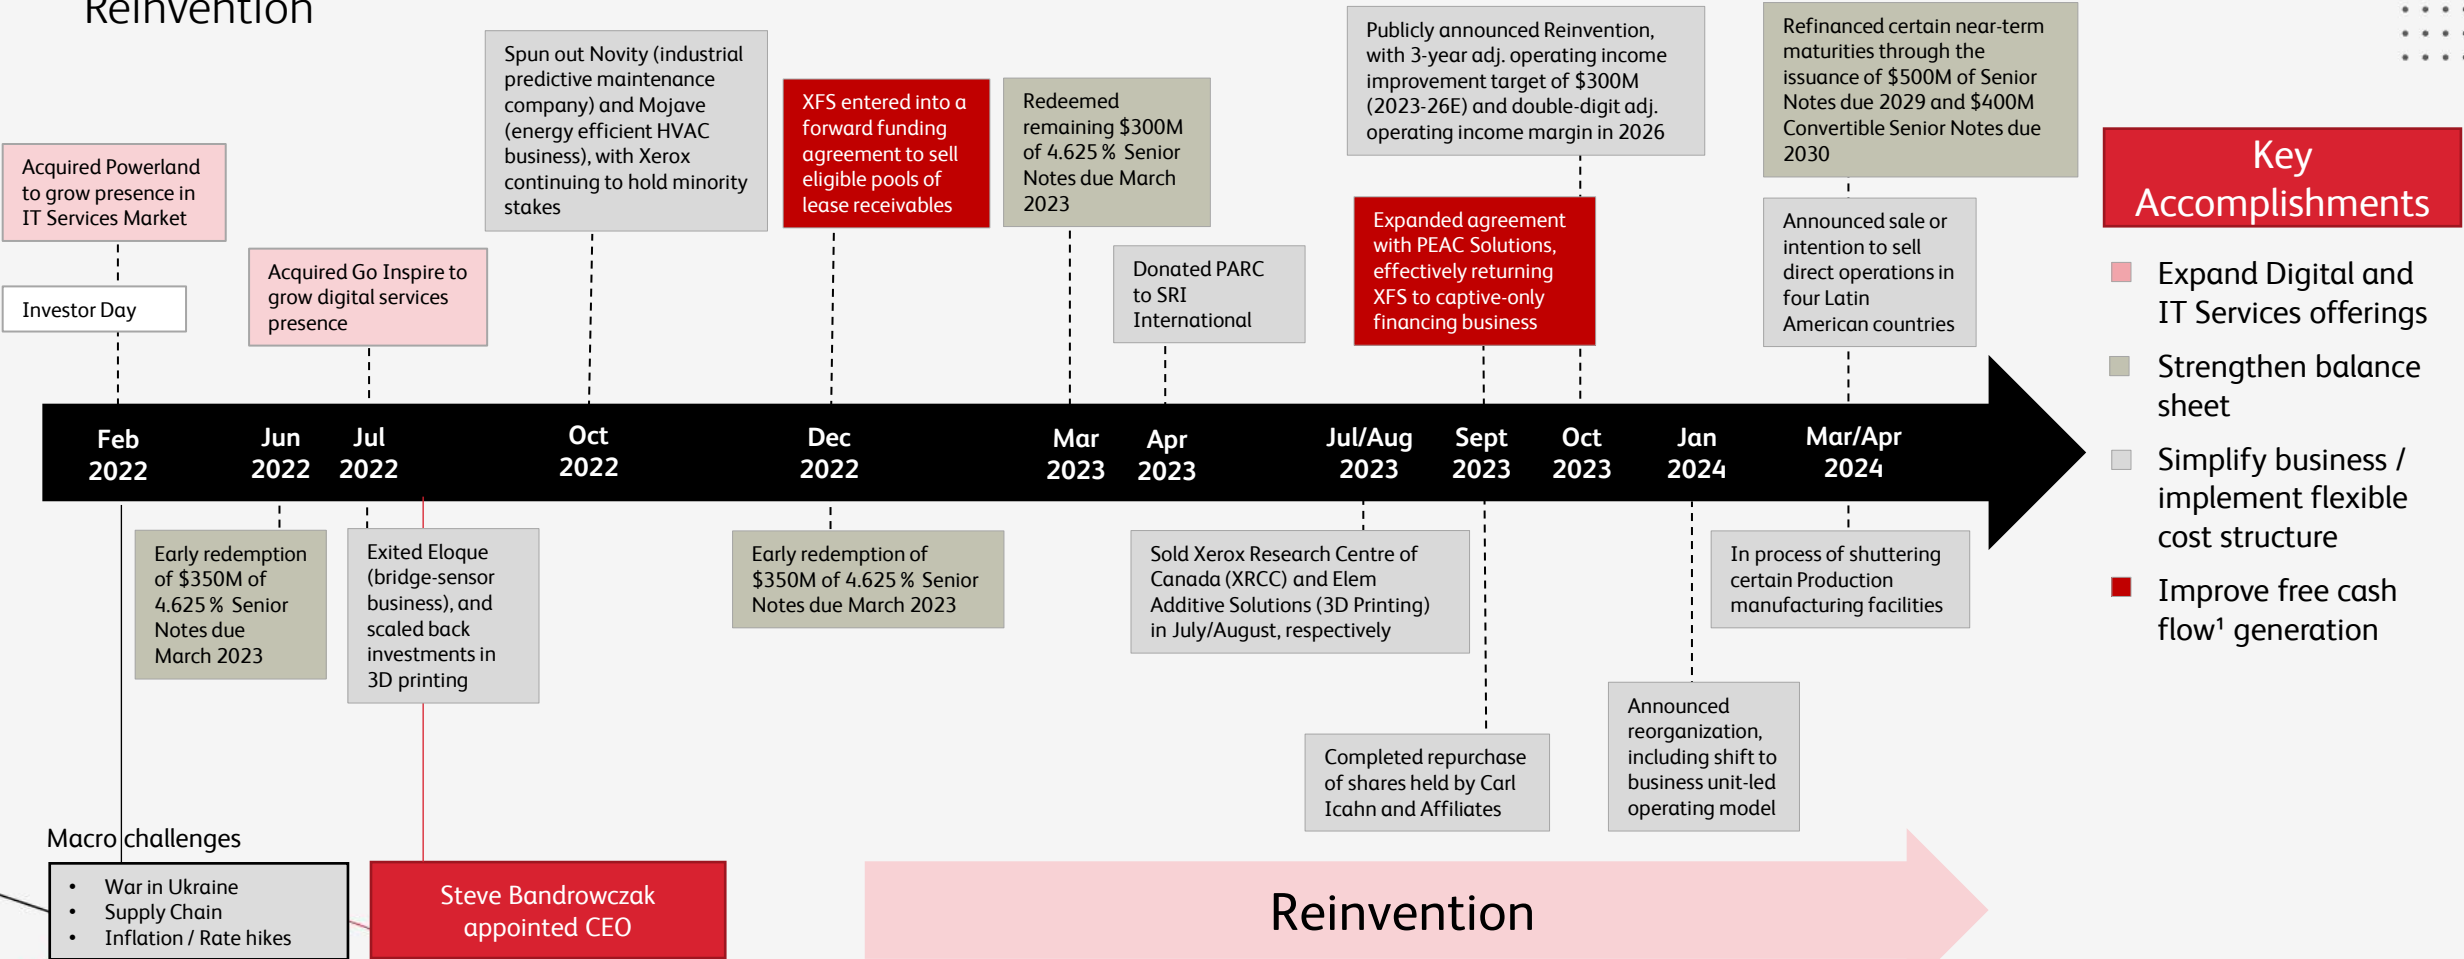 Reinvention
Acquired Powerland
to grow presence in
IT Services Market
Investor Day
Acquired Go Inspire to
grow digital services
presence
Spun out Novity (industrial
predictive maintenance
company) and Mojave
(energy efficient HVAC
business), with Xerox
continuing to hold minority
stakes
XFS entered into a
forward funding
agreement to sell
eligible pools of
lease receivables
Redeemed
remaining $300M
of 4.625% Senior
Notes due March
2023
Donated PARC
to SRI
International
Publicly announced Reinvention,
with 3-year adj. operating income
improvement target of $300M
(2023-26E) and double-digit adj.
operating income margin in 2026
Expanded agreement
with PEAC Solutions,
effectively returning
XFS to captive-only
financing business
Refinanced certain near-term
maturities through the
issuance of $500M of Senior
Notes due 2029 and $400M
Convertible Senior Notes due
2030
Announced sale or
intention to sell
direct operations in
four Latin
American countries
Feb
2022
Jun
2022
Jul
2022
Oct
2022
Dec
2022
Mar
2023
Apr
2023
Jul/Aug
2023
Sept
2023
Oct
2023
Jan
2024
Mar/Apr
2024
Early redemption
of $350M of
4.625% Senior
Notes due
March 2023
Exited Eloque
(bridge-sensor
business), and
scaled back
investments in
3D printing
Early redemption of
$350M of 4.625% Senior
Notes due March 2023
Sold Xerox Research Centre of
Canada (XRCC) and Elem
Additive Solutions (3D Printing)
in July/August, respectively
Completed repurchase
of shares held by Carl
Icahn and Affiliates
Announced
reorganization,
including shift to
business unit-led
operating model
In process of shuttering
certain Production
manufacturing facilities
Macro challenges
• War in Ukraine
• Supply Chain
• Inflation / Rate hikes
Steve Bandrowczak
appointed CEO
Reinvention
Key
Accomplishments
Expand Digital and
IT Services offerings
Strengthen balance
sheet
Simplify business /
implement flexible
cost structure
Improve free cash
flow¹ generation